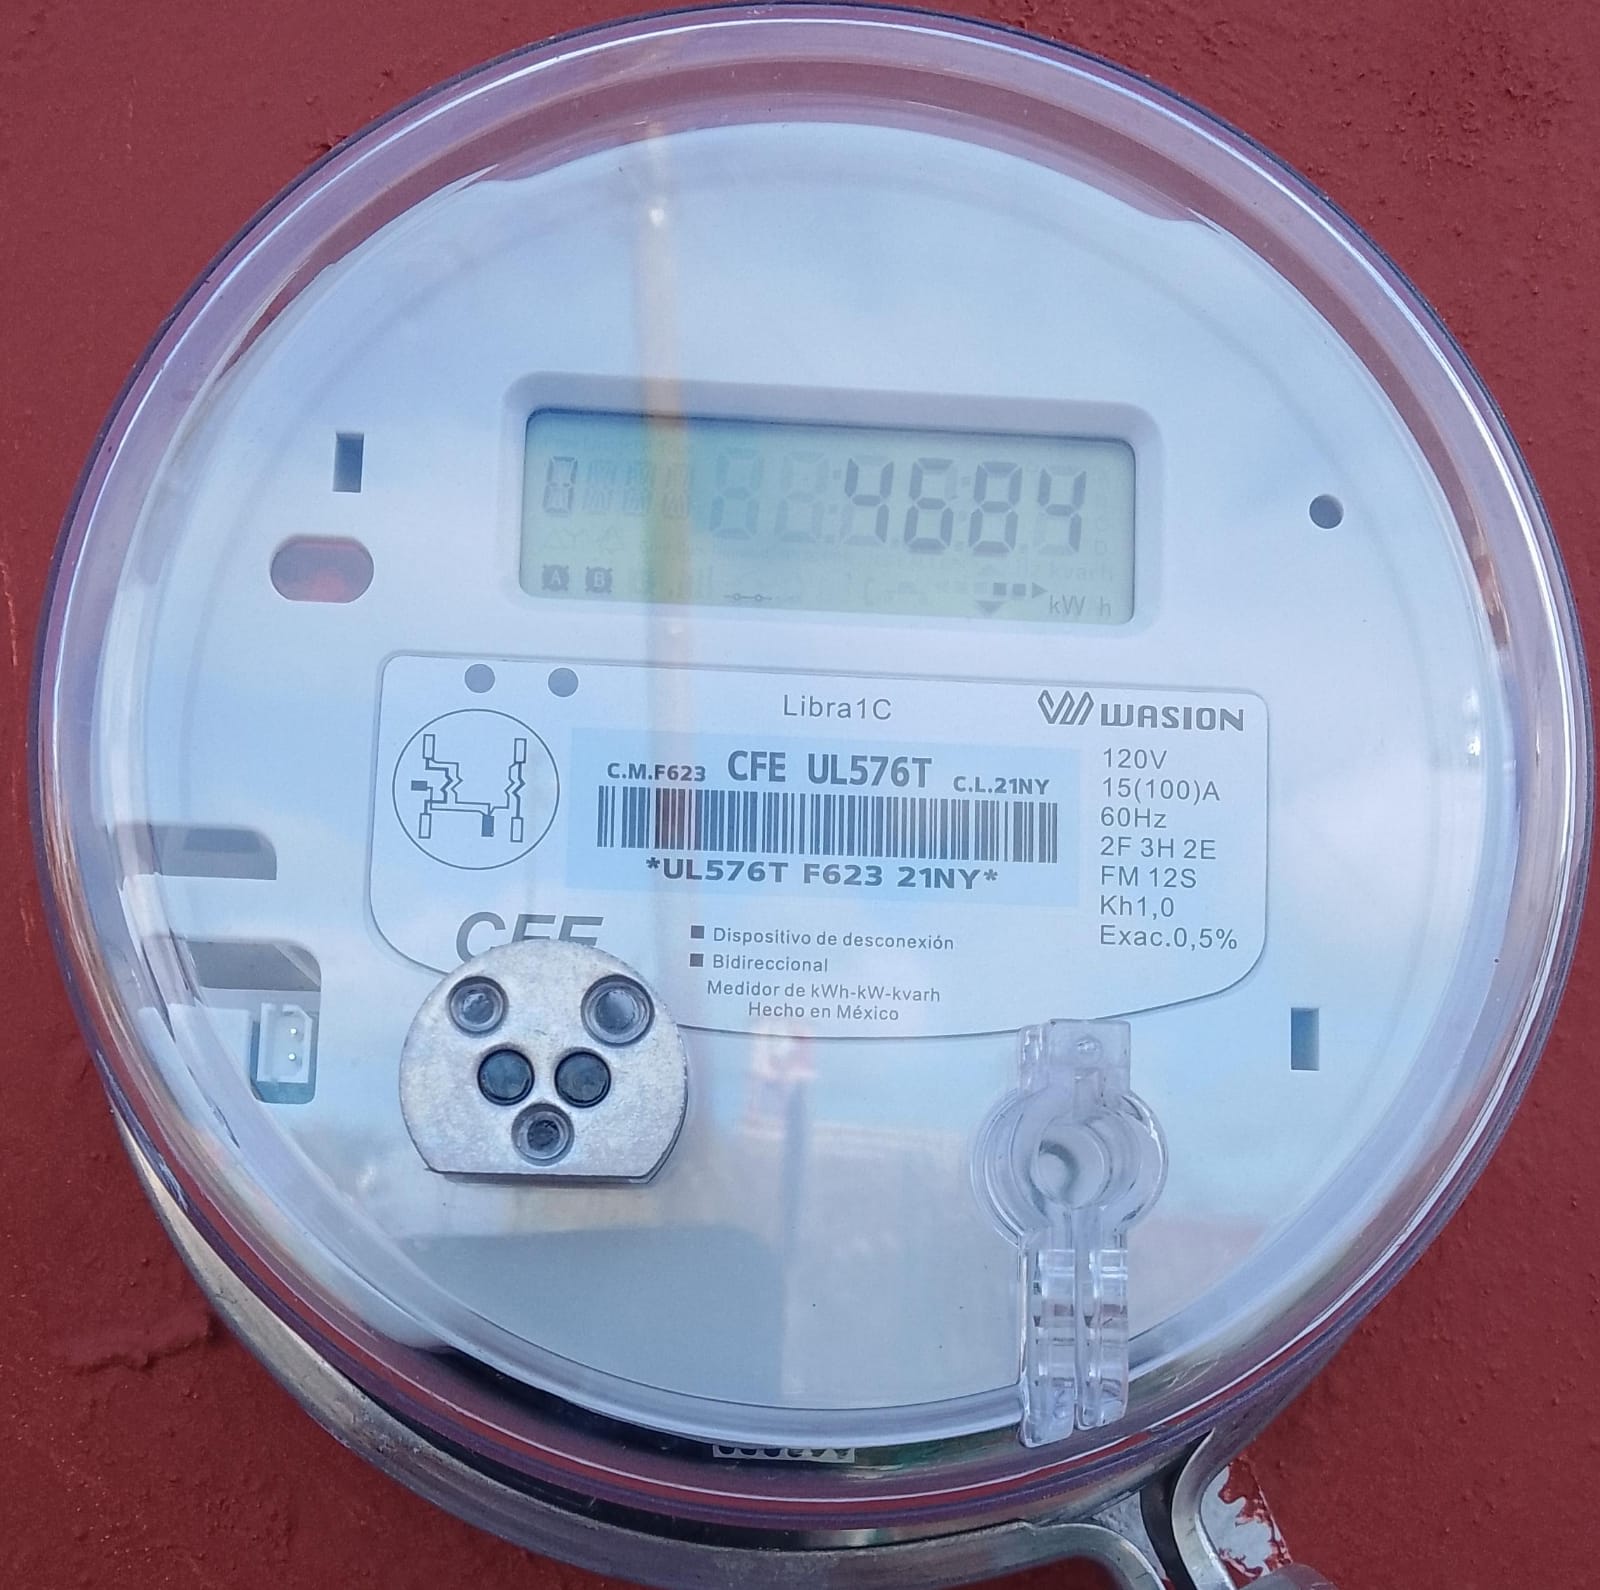 4684
A B
kW h
Libra1C
WASION
C.M.F623 CFE UL576T C.L.21NY
*UL576T F623 21NY*
120V
15(100)A
60Hz
2F 3H 2E
FM 12S
Kh1,0
Exac.0,5%
CFE
Dispositivo de desconexión
Bidireccional
Medidor de kWh-kW-kvarh
Hecho en México